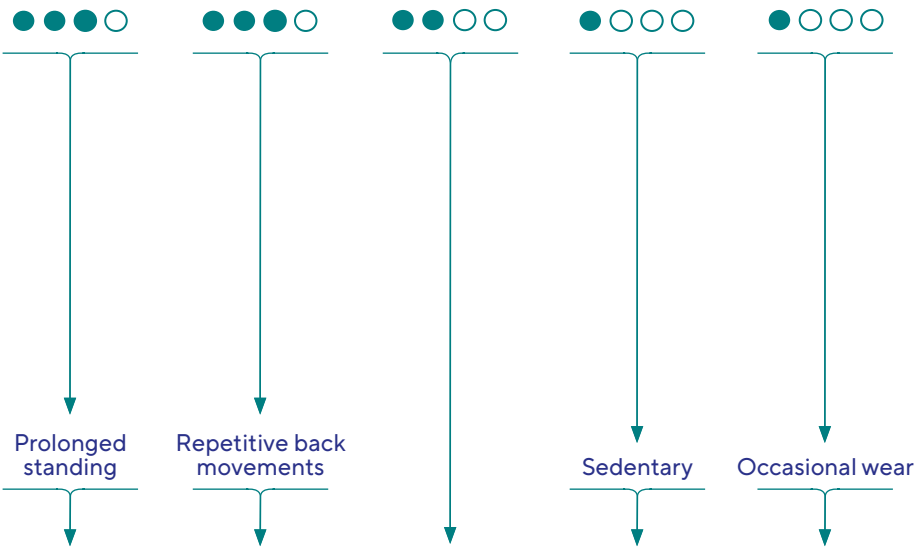 Prolonged
standing
Repetitive back
movements
Sedentary
Occasional wear